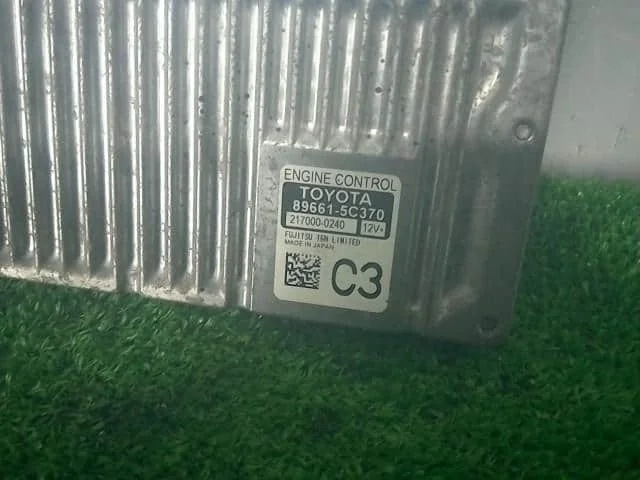 ENGINE CONTROL
TOYOTA
89661-5C370
217000-0240 12V
FUJITSU TEN LIMITED
MADE IN JAPAN
C3